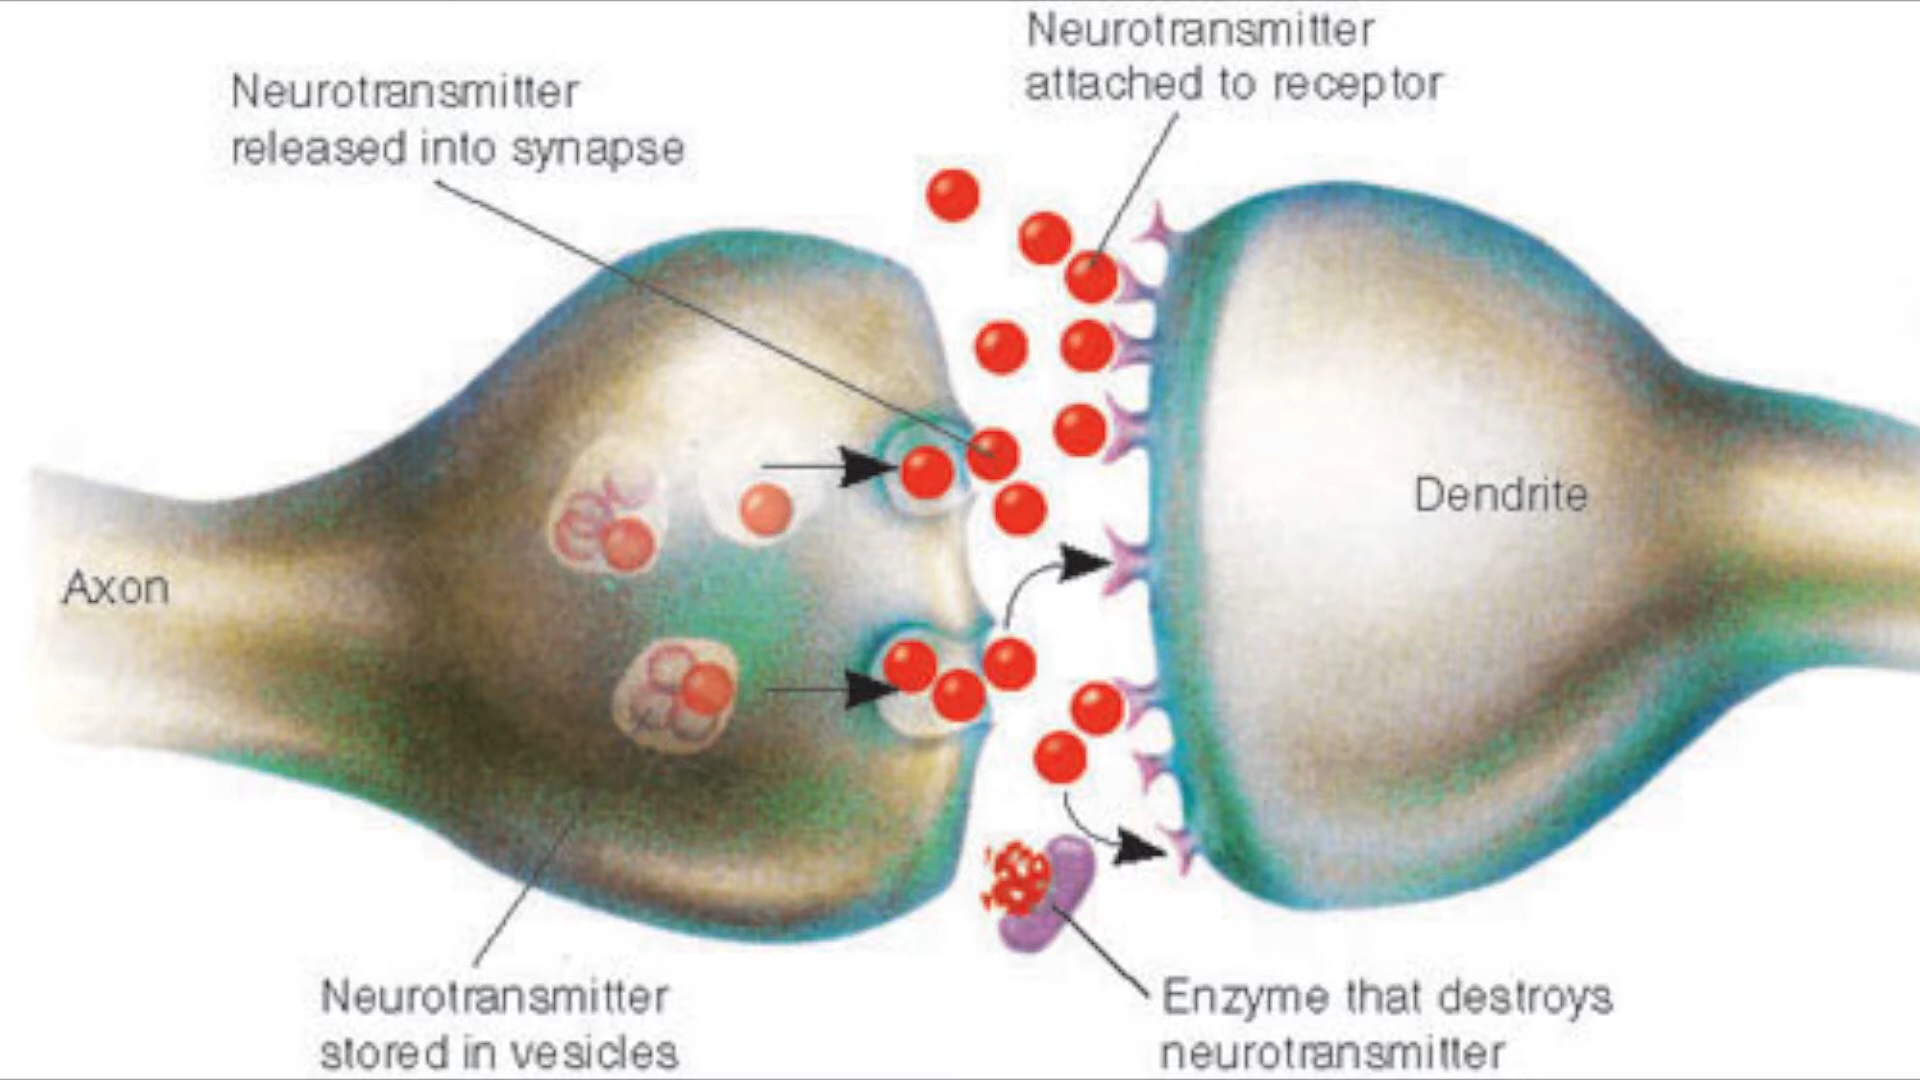 Neurotransmitter
attached to receptor
Neurotransmitter
released into synapse
Dendrite
Axon
Neurotransmitter
stored in vesicles
Enzyme that destroys
neurotransmitter